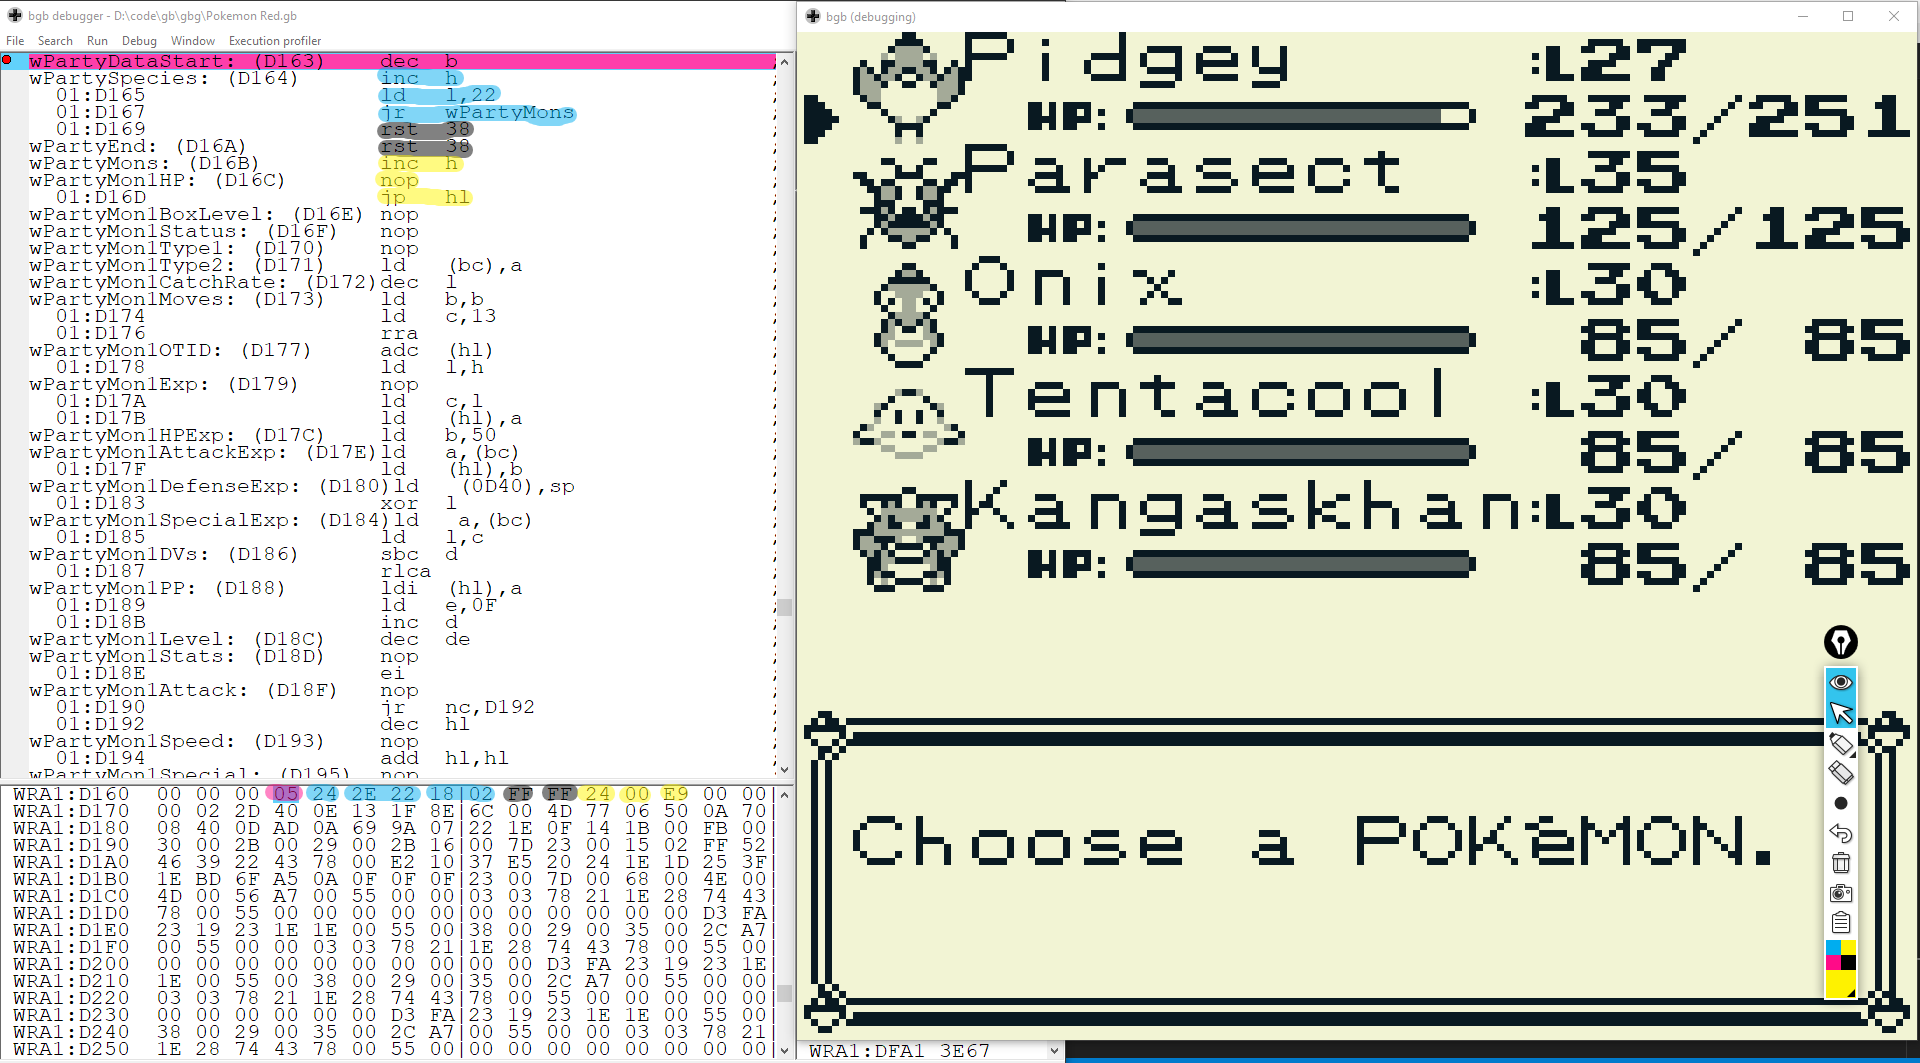 bgb debugger - D:\code\gb\gbg\Pokemon Red.gb
File Search Run Debug Window Execution profiler
wPartyDataStart: (D163) dec b ;
wPartySpecies: (D164) inc h ;
01:D165 ld l,22 ;
01:D167 jr wPartyMons ;
01:D169 rst 38 ;
wPartyEnd: (D16A) rst 38 ;
wPartyMons: (D16B) inc h ;
wPartyMon1HP: (D16C) nop ;
01:D16D jp hl ;
wPartyMon1BoxLevel: (D16E) nop ;
wPartyMon1Status: (D16F) nop ;
wPartyMon1Type1: (D170) nop ;
wPartyMon1Type2: (D171) ld (bc),a ;
wPartyMon1CatchRate: (D172) dec l ;
wPartyMon1Moves: (D173) ld b,b ;
01:D174 ld c,13 ;
01:D176 rra ;
wPartyMon1OTID: (D177) adc (hl) ;
01:D178 ld l,h ;
wPartyMon1Exp: (D179) nop ;
01:D17A ld c,l ;
01:D17B ld (hl),a ;
wPartyMon1HPExp: (D17C) ld b,50 ;
wPartyMon1AttackExp: (D17E) ld a,(bc) ;
01:D17F ld (hl),b ;
wPartyMon1DefenseExp: (D180) ld (0D40),sp ;
01:D183 xor l ;
wPartyMon1SpecialExp: (D184) ld a,(bc) ;
01:D185 ld l,c ;
wPartyMon1DVs: (D186) sbc d ;
01:D187 rlca ;
wPartyMon1PP: (D188) ldi (hl),a ;
01:D189 ld e,0F ;
01:D18B inc d ;
wPartyMon1Level: (D18C) dec de ;
wPartyMon1Stats: (D18D) nop ;
01:D18E ei ;
wPartyMon1Attack: (D18F) nop ;
01:D190 jr nc,D192 ;
01:D192 dec hl ;
wPartyMon1Speed: (D193) nop ;
01:D194 add hl,hl ;
wPartyMon1Special: (D195) nop
WRA1:D160 00 00 00 05 24 2E 22 18|02 FF FF 24 00 E9 00 00|
WRA1:D170 00 02 2D 40 0E 13 1F 8E|6C 00 4D 77 06 50 0A 70|
WRA1:D180 08 40 0D AD 0A 69 9A 07|22 1E 0F 14 1B 00 FB 00|
WRA1:D190 30 00 2B 00 29 00 2B 16|00 7D 23 00 15 02 FF 52|
WRA1:D1A0 46 39 22 43 78 00 E2 10|37 E5 20 24 1E 1D 25 3F|
WRA1:D1B0 1E BD 6F A5 0A 0F 0F 0F|23 00 7D 00 68 00 4E 00|
WRA1:D1C0 4D 00 56 A7 00 55 00 00|03 03 78 21 1E 28 74 43|
WRA1:D1D0 78 00 55 00 00 00 00 00|00 00 00 00 00 00 D3 FA|
WRA1:D1E0 23 19 23 1E 1E 00 55 00|38 00 29 00 35 00 2C A7|
WRA1:D1F0 00 55 00 00 03 03 78 21|1E 28 74 43 78 00 55 00|
WRA1:D200 00 00 00 00 00 00 00 00|00 00 D3 FA 23 19 23 1E|
WRA1:D210 1E 00 55 00 38 00 29 00|35 00 2C A7 00 55 00 00|
WRA1:D220 03 03 78 21 1E 28 74 43|78 00 55 00 00 00 00 00|
WRA1:D230 00 00 00 00 00 00 D3 FA|23 19 23 1E 1E 00 55 00|
WRA1:D240 38 00 29 00 35 00 2C A7|00 55 00 00 03 03 78 21|
WRA1:D250 1E 28 74 43 78 00 55 00|00 00 00 00 00 00 00 00|
bgb (debugging)
Pidgey :L27
HP: 233/251
Parasect :L35
HP: 125/125
Onix :L30
HP: 85/ 85
Tentacool :L30
HP: 85/ 85
Kangaskhan :L30
HP: 85/ 85
Choose a POKéMON.
WRA1:DFA1 3E67